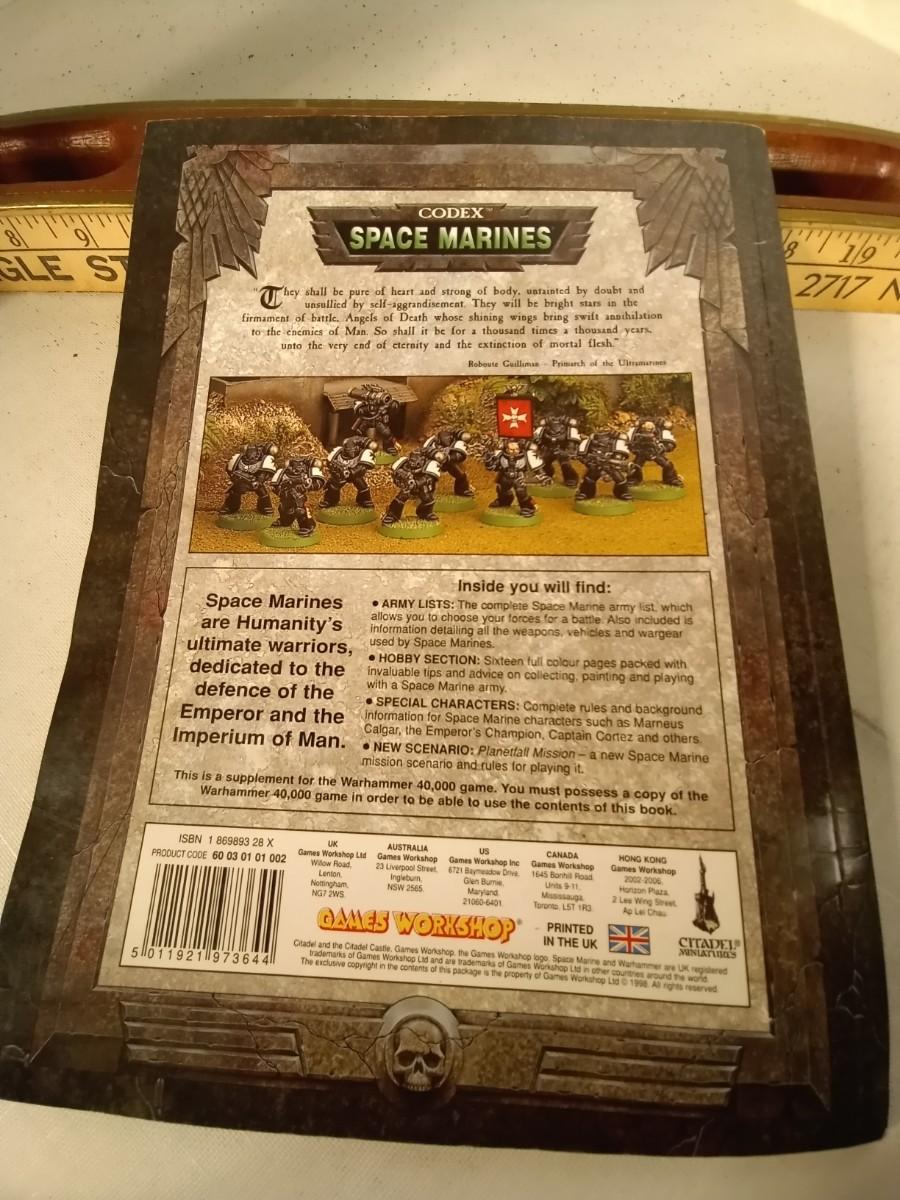 CODEX™
SPACE MARINES
"They shall be pure of heart and strong of body, untainted by doubt and
unsullied by self-aggrandisement. They will be bright stars in the
firmament of battle, Angels of Death whose shining wings bring swift annihilation
to the enemies of Man. So shall it be for a thousand times a thousand years,
unto the very end of eternity and the extinction of mortal flesh."
Roboute Guilliman - Primarch of the Ultramarines
8 9
GLE ST
8 19
2717 N
Space Marines
are Humanity's
ultimate warriors,
dedicated to the
defence of the
Emperor and the
Imperium of Man.
Inside you will find:
• ARMY LISTS: The complete Space Marine army list, which
allows you to choose your forces for a battle. Also included is
information detailing all the weapons, vehicles and wargear
used by Space Marines.
• HOBBY SECTION: Sixteen full colour pages packed with
invaluable tips and advice on collecting, painting and playing
with a Space Marine army.
• SPECIAL CHARACTERS: Complete rules and background
information for Space Marine characters such as Marneus
Calgar, the Emperor's Champion, Captain Cortez and others.
• NEW SCENARIO: Planetfall Mission – a new Space Marine
mission scenario and rules for playing it.
This is a supplement for the Warhammer 40,000 game. You must possess a copy of the
Warhammer 40,000 game in order to be able to use the contents of this book.
ISBN 1 869893 28 X
PRODUCT CODE 60 03 01 01 002
5 011921 973644
UK
Games Workshop Ltd
Willow Road,
Lenton,
Nottingham,
NG7 2WS.
AUSTRALIA
Games Workshop
23 Liverpool Street,
Ingleburn,
NSW 2565.
US
Games Workshop Inc
6721 Baymeadow Drive,
Glen Burnie,
Maryland,
21060-6401.
CANADA
Games Workshop
1645 Bonhill Road,
Units 9-11,
Mississauga,
Toronto. L5T 1R3.
HONG KONG
Games Workshop
2002-2006,
Horizon Plaza,
2 Lee Wing Street,
Ap Lei Chau.
GAMES WORKSHOP®
PRINTED
IN THE UK
CITADEL®
MINIATURES
Citadel and the Citadel Castle, Games Workshop, the Games Workshop logo, Space Marine and Warhammer are UK registered
trademarks of Games Workshop Ltd and are trademarks of Games Workshop Ltd in other countries around the world.
The exclusive copyright in the contents of this package is the property of Games Workshop Ltd © 1998. All rights reserved.